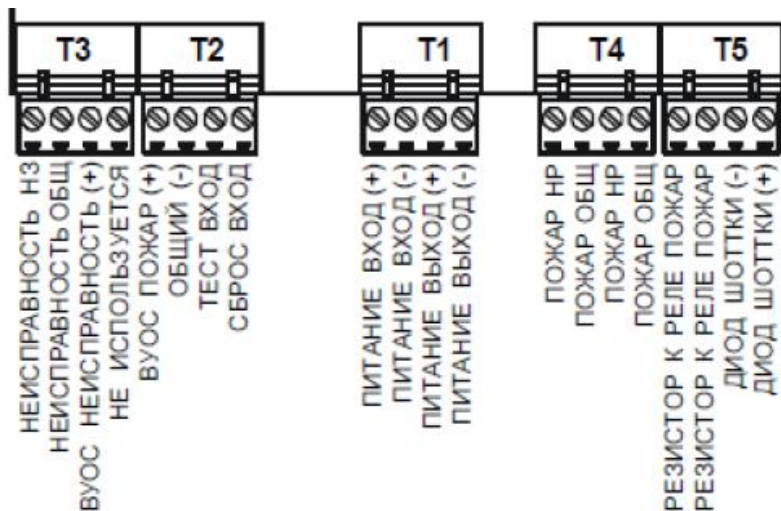 T3
T2
T1
T4
T5
НЕИСПРАВНОСТЬ НЗ
НЕИСПРАВНОСТЬ ОБЩ
ВУОС НЕИСПРАВНОСТЬ (+)
НЕ ИСПОЛЬЗУЕТСЯ
ВУОС ПОЖАР (+)
ОБЩИЙ (-)
ТЕСТ ВХОД
СБРОС ВХОД
ПИТАНИЕ ВХОД (+)
ПИТАНИЕ ВХОД (-)
ПИТАНИЕ ВЫХОД (+)
ПИТАНИЕ ВЫХОД (-)
ПОЖАР НР
ПОЖАР ОБЩ
ПОЖАР НР
ПОЖАР ОБЩ
РЕЗИСТОР К РЕЛЕ ПОЖАР
РЕЗИСТОР К РЕЛЕ ПОЖАР
ДИОД ШОТТКИ (-)
ДИОД ШОТТКИ (+)